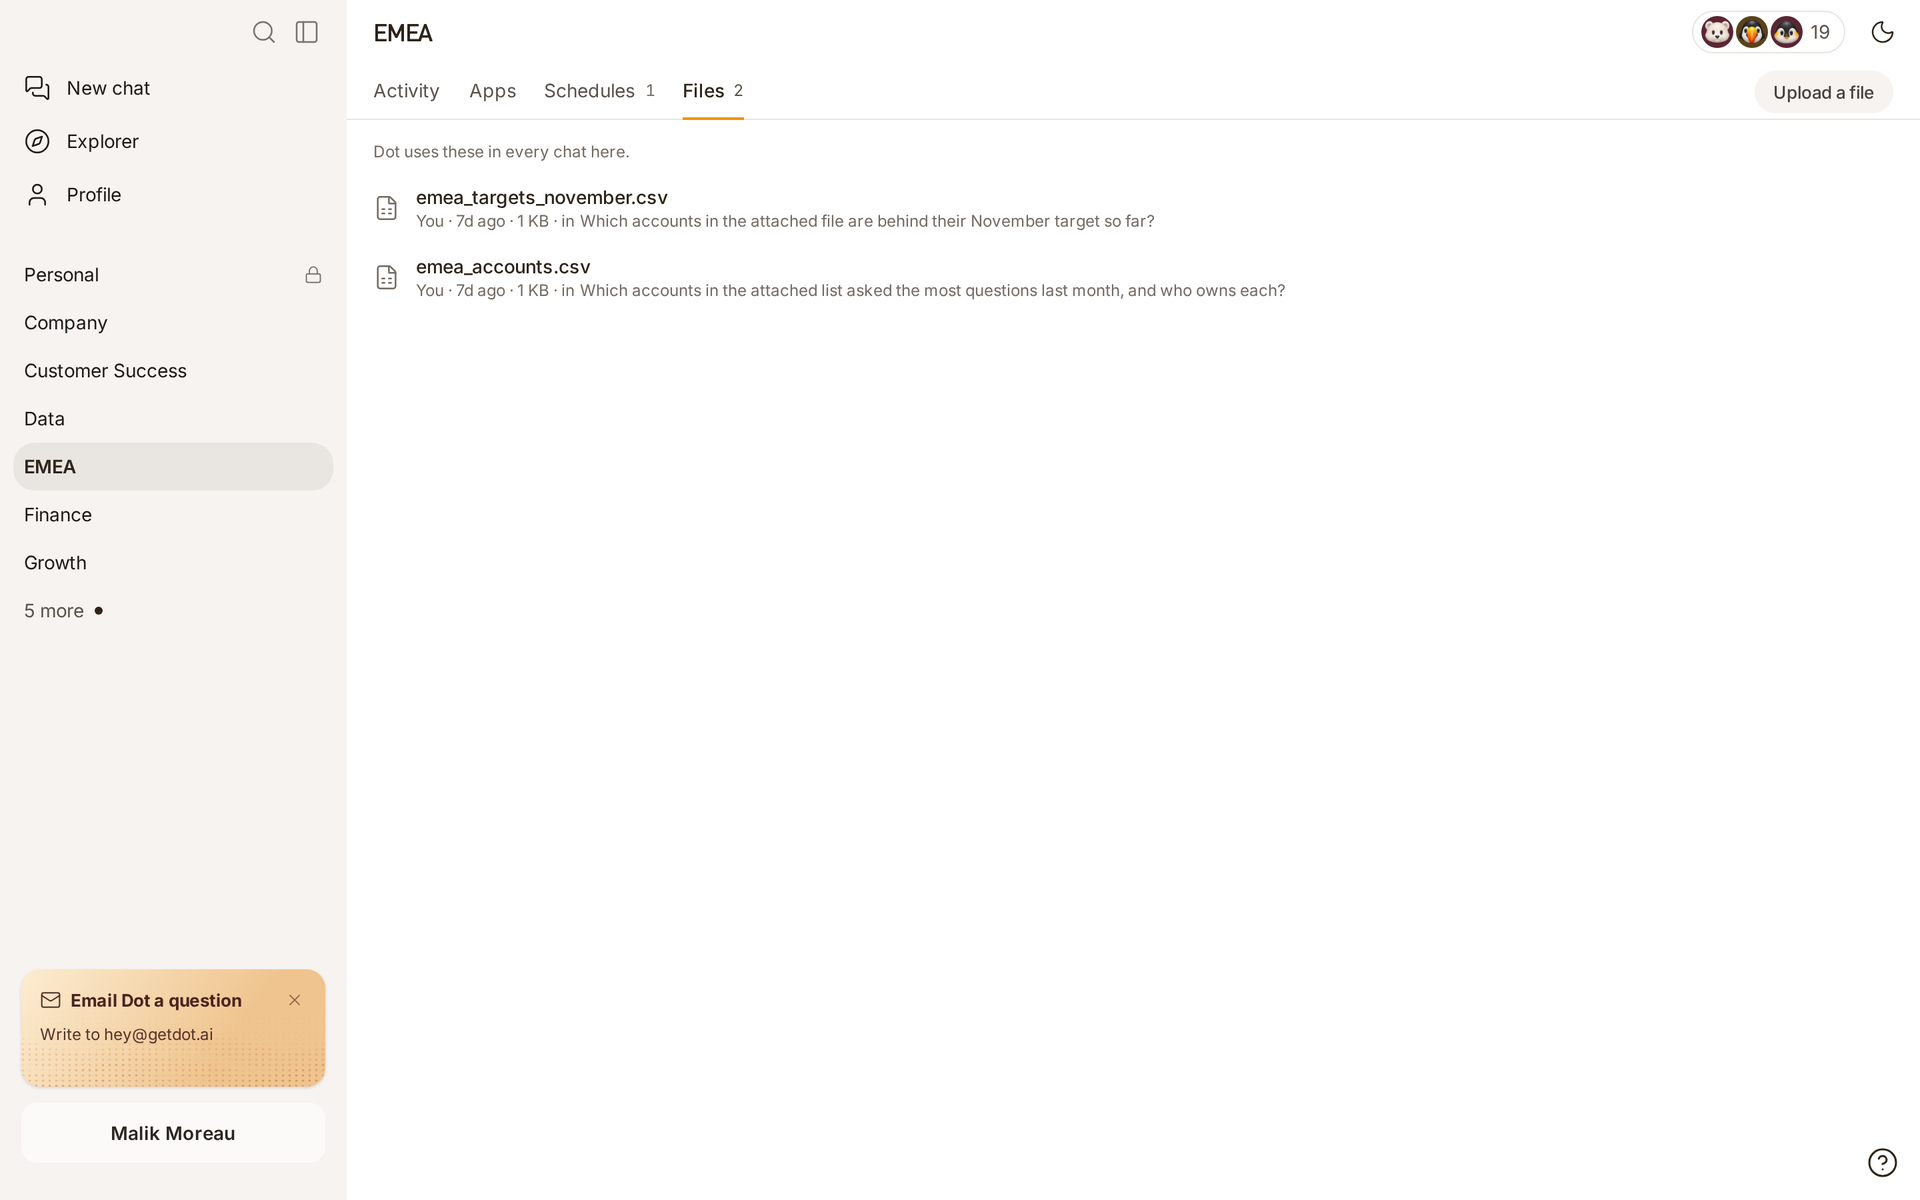 New chat
Explorer
Profile
Personal
Company
Customer Success
Data
EMEA
Finance
Growth
5 more
Email Dot a question
Write to hey@getdot.ai
Malik Moreau
EMEA
19
Activity
Apps
Schedules 1
Files 2
Upload a file
Dot uses these in every chat here.
emea_targets_november.csv
You · 7d ago · 1 KB · in Which accounts in the attached file are behind their November target so far?
emea_accounts.csv
You · 7d ago · 1 KB · in Which accounts in the attached list asked the most questions last month, and who owns each?